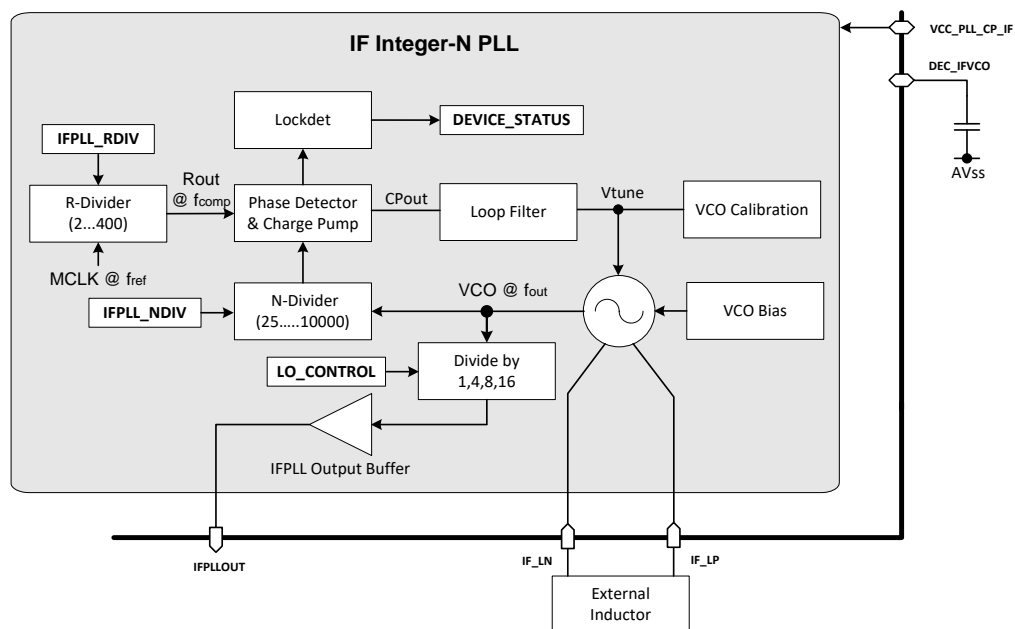 IF Integer-N PLL
VCC_PLL_CP_IF
DEC_IFVCO
AVss
Lockdet
DEVICE_STATUS
IFPLL_RDIV
Rout
@ fcomp
R-Divider
(2...400)
Phase Detector
& Charge Pump
CPout
Loop Filter
Vtune
VCO Calibration
MCLK @ fref
IFPLL_NDIV
N-Divider
(25.....10000)
VCO @ fout
VCO Bias
LO_CONTROL
Divide by
1,4,8,16
IFPLL Output Buffer
IFPLLOUT
IF_LN
IF_LP
External
Inductor